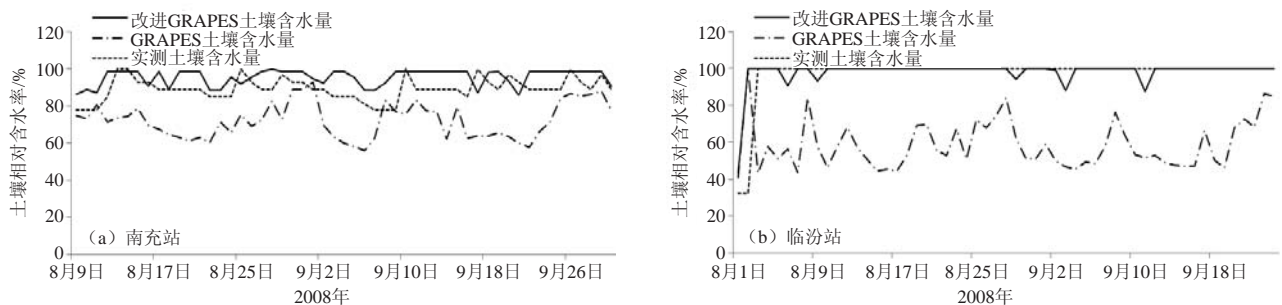 改进GRAPES土壤含水量
GRAPES土壤含水量
实测土壤含水量
土壤相对含水率/%
120
100
80
60
40
20
0
（a）南充站
8月9日 8月17日 8月25日 9月2日 9月10日 9月18日 9月26日
2008年
改进GRAPES土壤含水量
GRAPES土壤含水量
实测土壤含水量
土壤相对含水率/%
120
100
80
60
40
20
0
（b）临汾站
8月1日 8月9日 8月17日 8月25日 9月2日 9月10日 9月18日
2008年